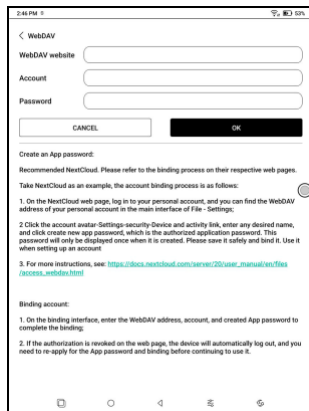 2:46 PM
53%
WebDAV
WebDAV website
Account
Password
CANCEL
OK
Create an App password:
Recommended NextCloud. Please refer to the binding process on their respective web pages.
Take NextCloud as an example, the account binding process is as follows:
1. On the NextCloud web page, log in to your personal account, and you can find the WebDAV
address of your personal account in the main interface of File - Settings;
2 Click the account avatar-Settings-security-Device and activity link, enter any desired name,
and click create new app password, which is the authorized application password. This
password will only be displayed once when it is created. Please save it safely and bind it. Use it
when setting up an account
3. For more instructions, see: https://docs.nextcloud.com/server/20/user_manual/en/files
/access_webdav.html
Binding account:
1. On the binding interface, enter the WebDAV address, account, and created App password to
complete the binding;
2. If the authorization is revoked on the web page, the device will automatically log out, and you
need to re-apply for the App password and binding before continuing to use it.